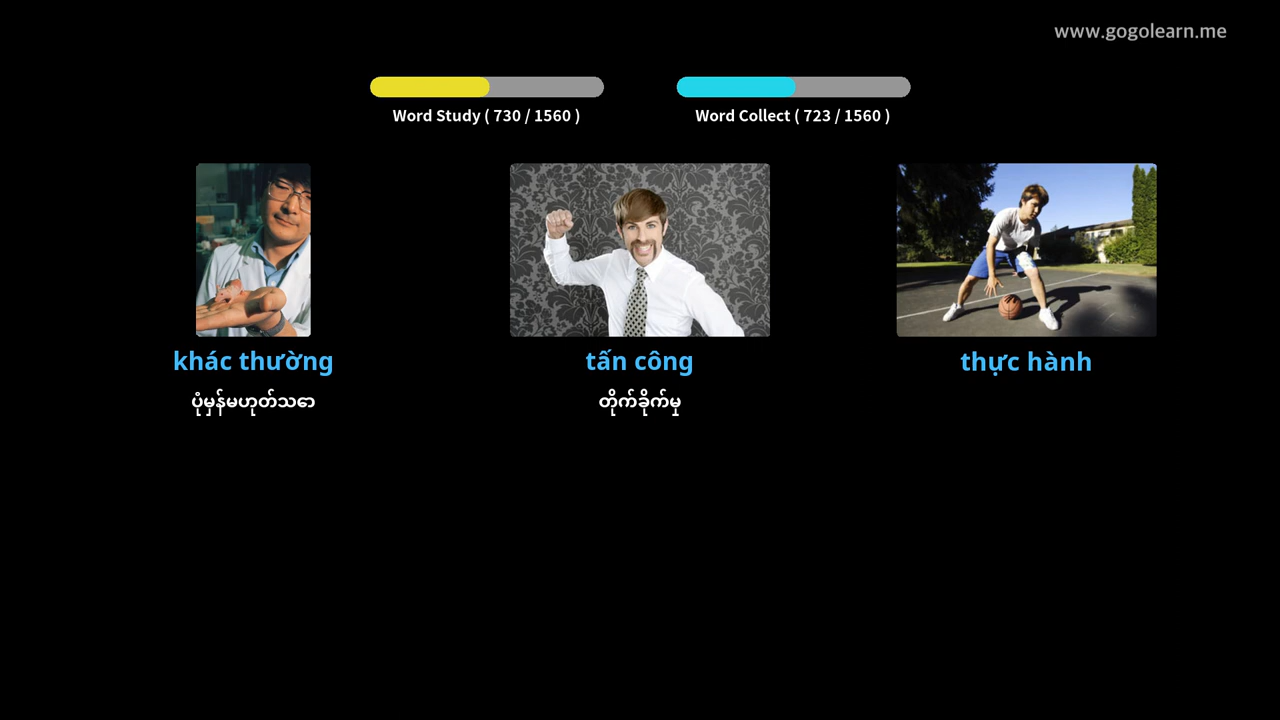 www.gogolearn.me
Word Study ( 730 / 1560 )
Word Collect ( 723 / 1560 )
khác thường
tấn công
thực hành
ပုံမှန်မဟုတ်သော
တိုက်ခိုက်မှု